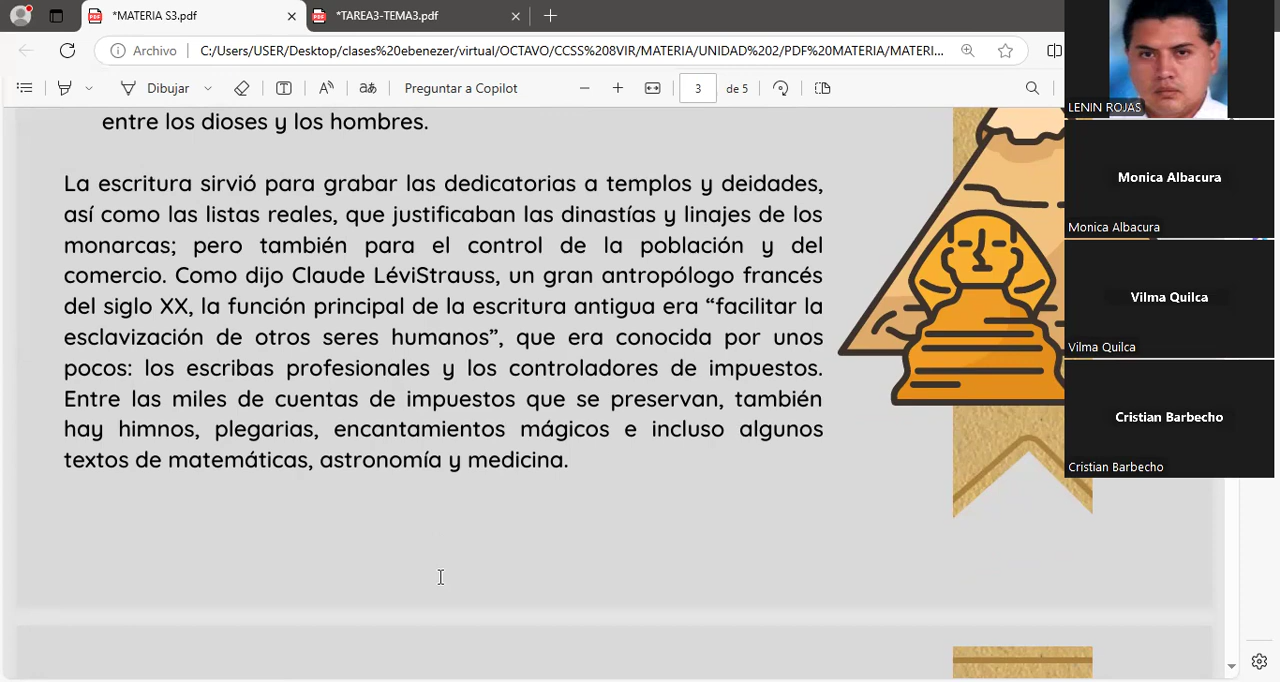 *MATERIA S3.pdf
*TAREA3-TEMA3.pdf
Archivo
C:/Users/USER/Desktop/clases%20ebenezer/virtual/OCTAVO/CCSS%208VIR/MATERIA/UNIDAD%202/PDF%20MATERIA/MATERI...
Dibujar
Preguntar a Copilot
3
de 5
entre los dioses y los hombres.
La escritura sirvió para grabar las dedicatorias a templos y deidades,
así como las listas reales, que justificaban las dinastías y linajes de los
monarcas; pero también para el control de la población y del
comercio. Como dijo Claude LéviStrauss, un gran antropólogo francés
del siglo XX, la función principal de la escritura antigua era “facilitar la
esclavización de otros seres humanos”, que era conocida por unos
pocos: los escribas profesionales y los controladores de impuestos.
Entre las miles de cuentas de impuestos que se preservan, también
hay himnos, plegarias, encantamientos mágicos e incluso algunos
textos de matemáticas, astronomía y medicina.
LENIN ROJAS
Monica Albacura
Monica Albacura
Vilma Quilca
Vilma Quilca
Cristian Barbecho
Cristian Barbecho